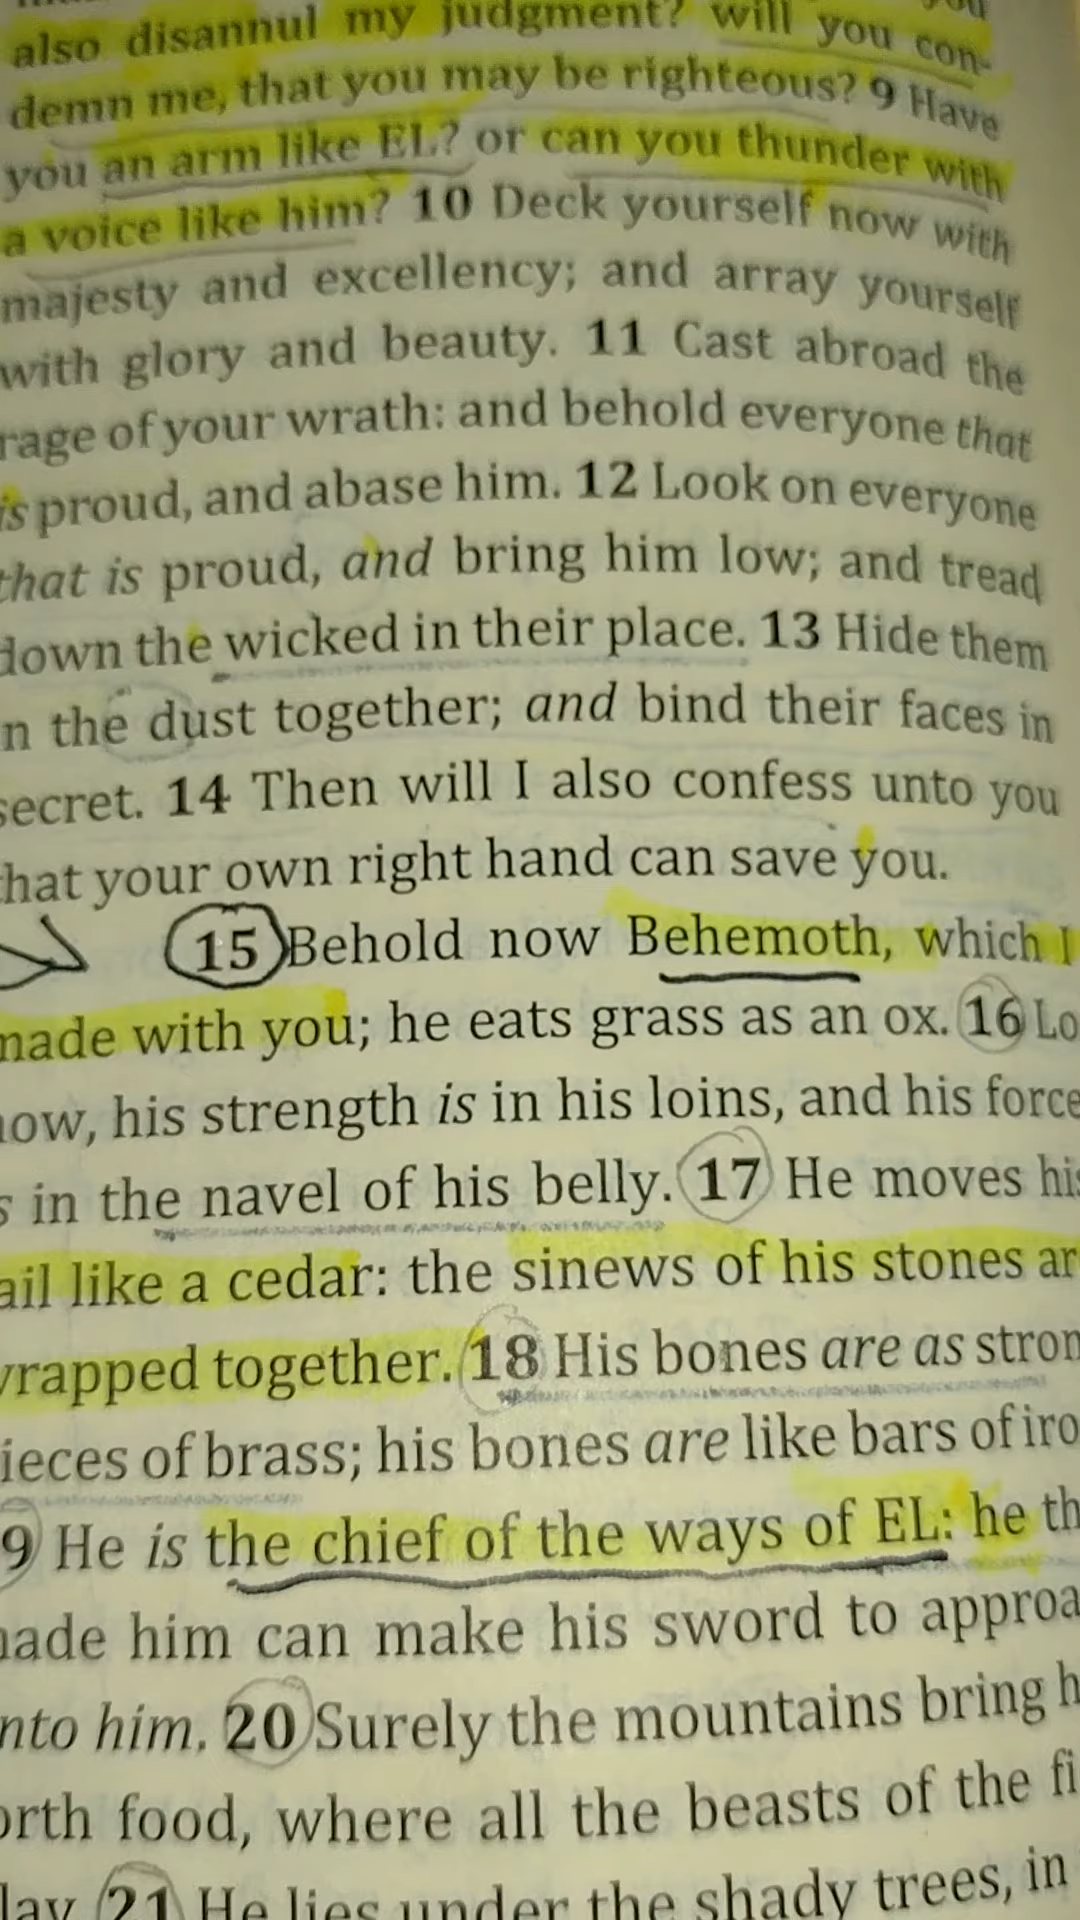 you
also disannul my judgment? will you con-
demn me, that you may be righteous? 9 Have
you an arm like EL? or can you thunder with
a voice like him? 10 Deck yourself now with
majesty and excellency; and array yourself
with glory and beauty. 11 Cast abroad the
rage of your wrath: and behold everyone that
is proud, and abase him. 12 Look on everyone
that is proud, and bring him low; and tread
down the wicked in their place. 13 Hide them
n the dust together; and bind their faces in
secret. 14 Then will I also confess unto you
that your own right hand can save you.
15 Behold now Behemoth, which I
made with you; he eats grass as an ox. 16 Lo
now, his strength is in his loins, and his force
s in the navel of his belly. 17 He moves his
ail like a cedar: the sinews of his stones ar
wrapped together. 18 His bones are as stron
ieces of brass; his bones are like bars of iro
9 He is the chief of the ways of EL: he th
made him can make his sword to approa
nto him. 20 Surely the mountains bring h
orth food, where all the beasts of the fi
lay 21 He lies under the shady trees, in